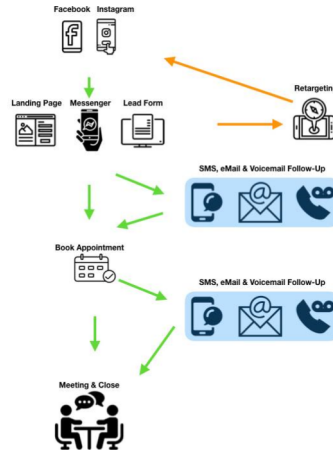 Facebook Instagram
Landing Page Messenger Lead Form
Retargetin
SMS, eMail & Voicemail Follow-Up
Book Appointment
SMS, eMail & Voicemail Follow-Up
Meeting & Close